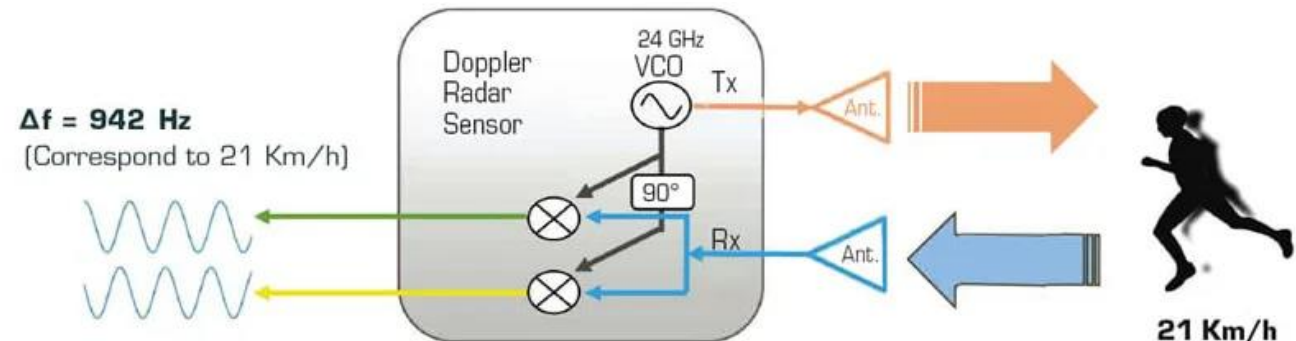 Δf = 942 Hz
(Correspond to 21 Km/h)
Doppler
Radar
Sensor
24 GHz
VCO
Tx
Ant.
90°
Rx
Ant.
21 Km/h